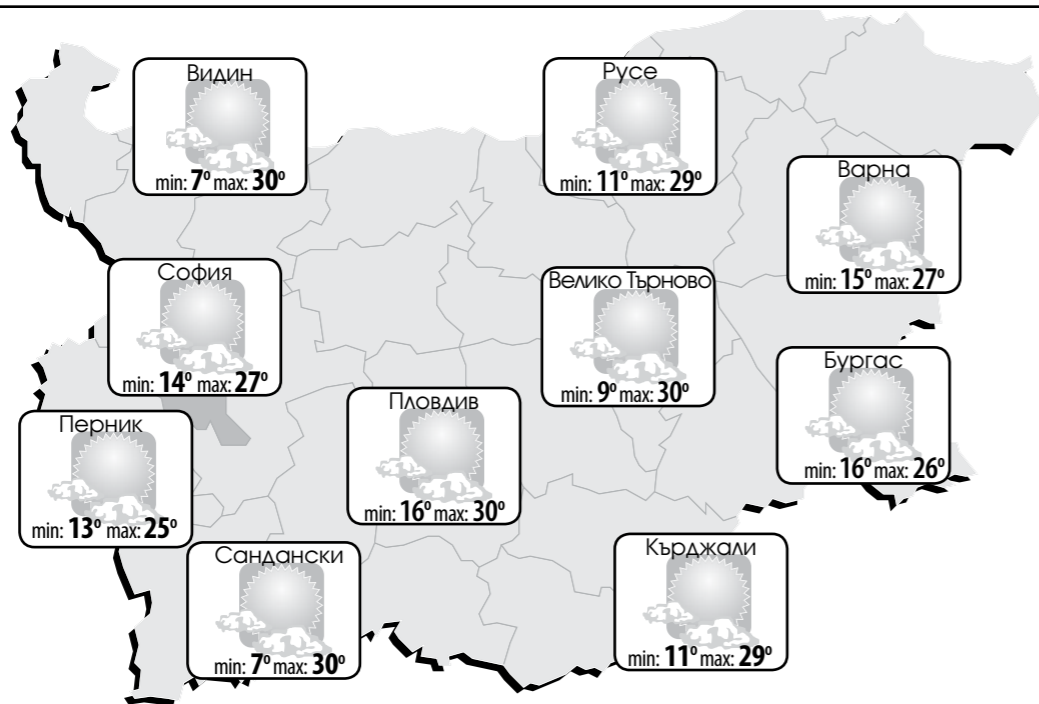 Видин
min: 7° max: 30°
Русе
min: 11° max: 29°
Варна
min: 15° max: 27°
София
min: 14° max: 27°
Велико Търново
min: 9° max: 30°
Бургас
min: 16° max: 26°
Пловдив
min: 16° max: 30°
Перник
min: 13° max: 25°
Сандански
min: 7° max: 30°
Кърджали
min: 11° max: 29°